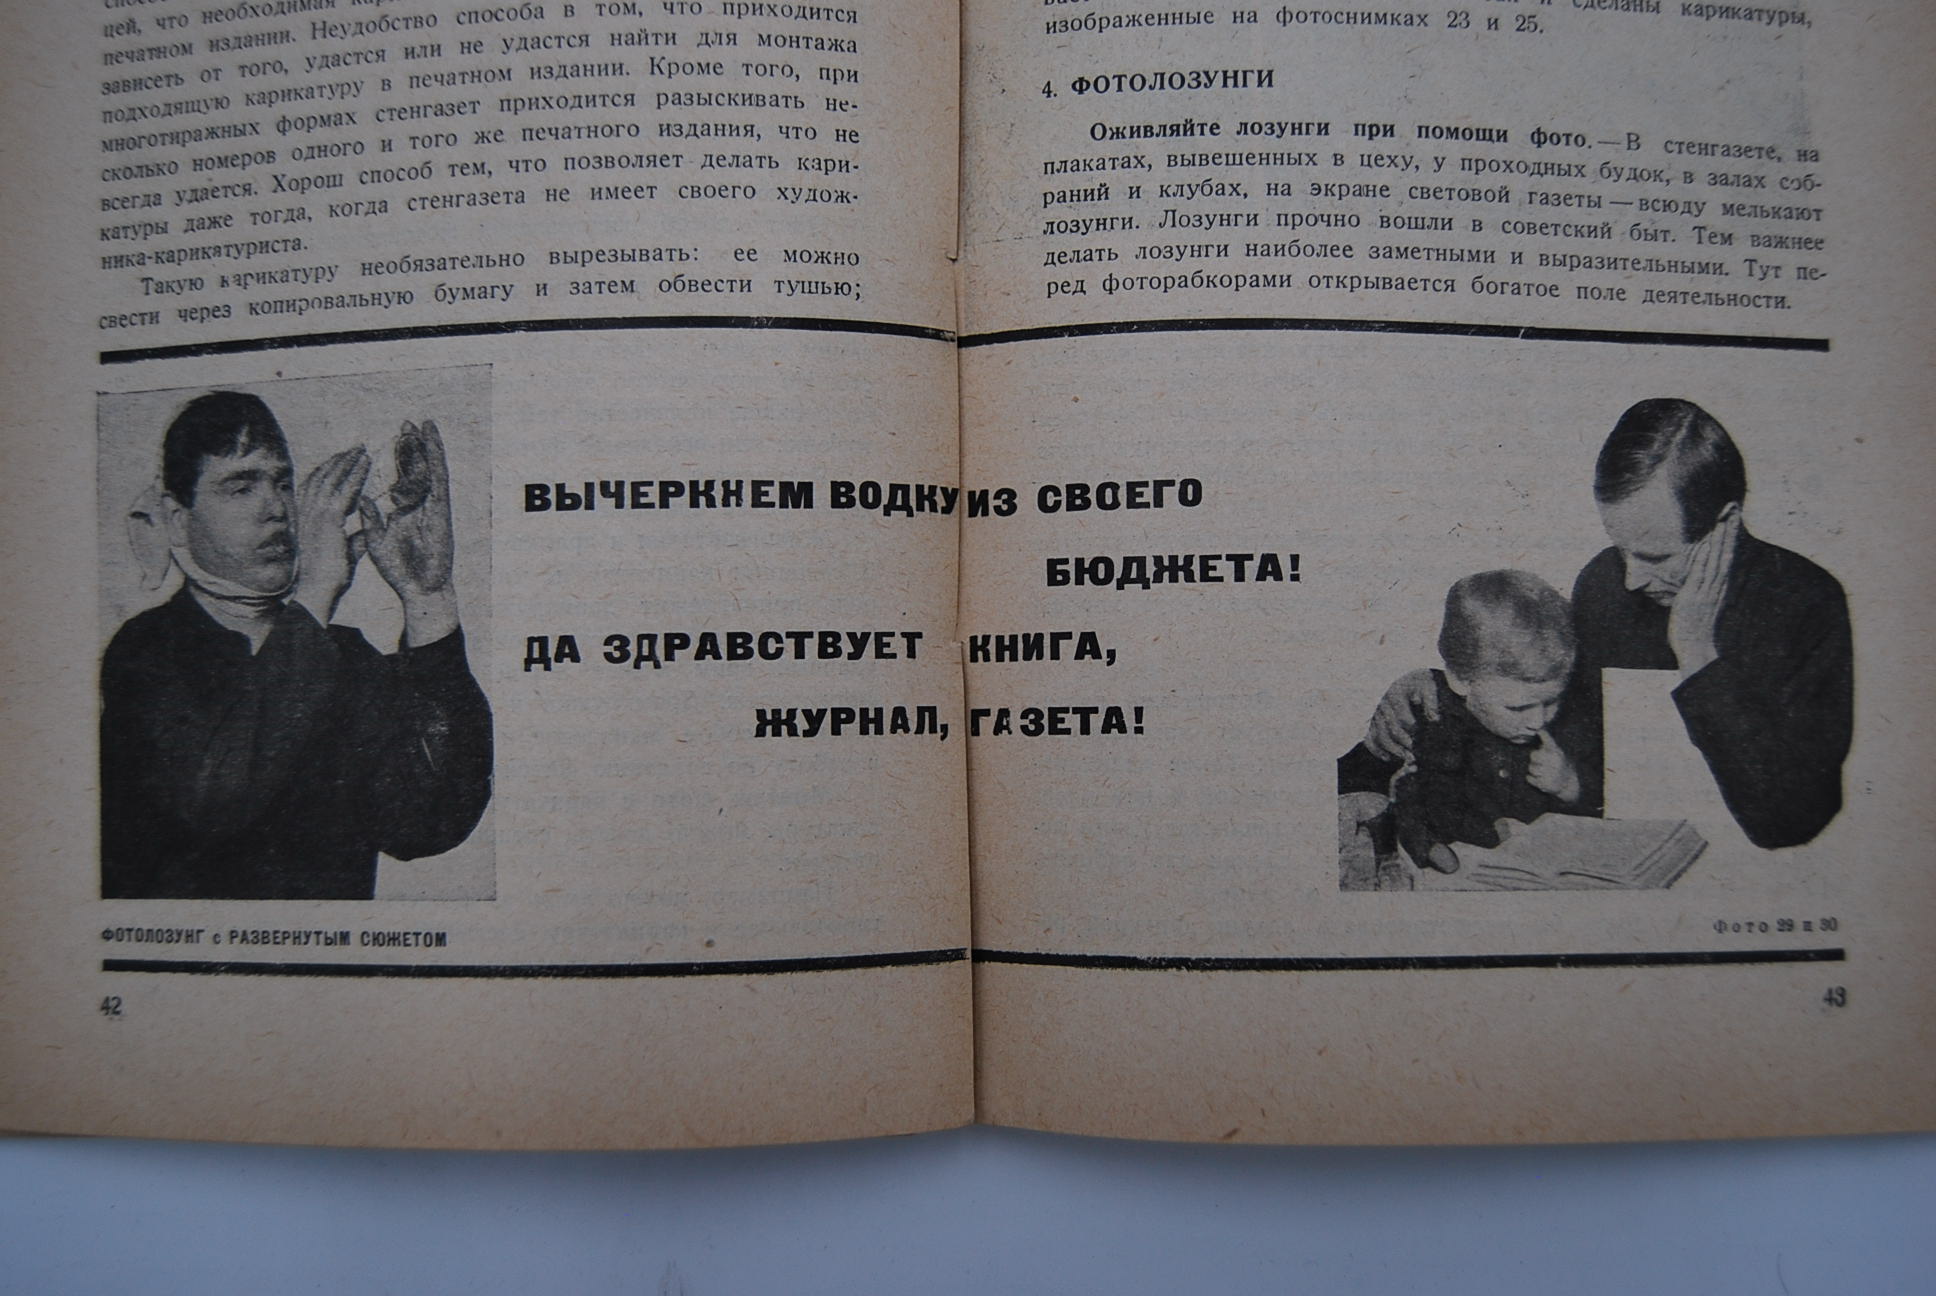 цей, что необходимая
печатном издании. Неудобство способа в том, что приходится
зависеть от того, удастся или не удастся найти для монтажа
подходящую карикатуру в печатном издании. Кроме того, при
многотиражных формах стенгазет приходится разыскивать не-
сколько номеров одного и того же печатного издания, что не
всегда удается. Хорош способ тем, что позволяет делать кари-
катуры даже тогда, когда стенгазета не имеет своего худож-
ника-карикатуриста.
Такую карикатуру необязательно вырезывать: ее можно
свести через копировальную бумагу и затем обвести тушью;
сделаны карикатуры,
изображенные на фотоснимках 23 и 25.
4. ФОТОЛОЗУНГИ
Оживляйте лозунги при помощи фото.—В стенгазете, на
плакатах, вывешенных в цеху, у проходных будок, в залах соб-
раний и клубах, на экране световой газеты—всюду мелькают
лозунги. Лозунги прочно вошли в советский быт. Тем важнее
делать лозунги наиболее заметными и выразительными. Тут пе-
ред фоторабкорами открывается богатое поле деятельности.
ВЫЧЕРКНЕМ ВОДКУ ИЗ СВОЕГО
БЮДЖЕТА!
ДА ЗДРАВСТВУЕТ КНИГА,
ЖУРНАЛ, ГАЗЕТА!
ФОТОЛОЗУНГ с РАЗВЕРНУТЫМ СЮЖЕТОМ
Фото 29 и 30
42
43